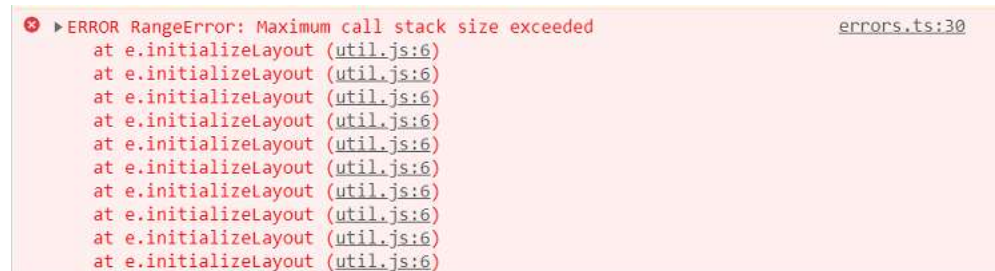 ERROR RangeError: Maximum call stack size exceeded errors.ts:30
at e.initializeLayout (util.js:6)
at e.initializeLayout (util.js:6)
at e.initializeLayout (util.js:6)
at e.initializeLayout (util.js:6)
at e.initializeLayout (util.js:6)
at e.initializeLayout (util.js:6)
at e.initializeLayout (util.js:6)
at e.initializeLayout (util.js:6)
at e.initializeLayout (util.js:6)
at e.initializeLayout (util.js:6)